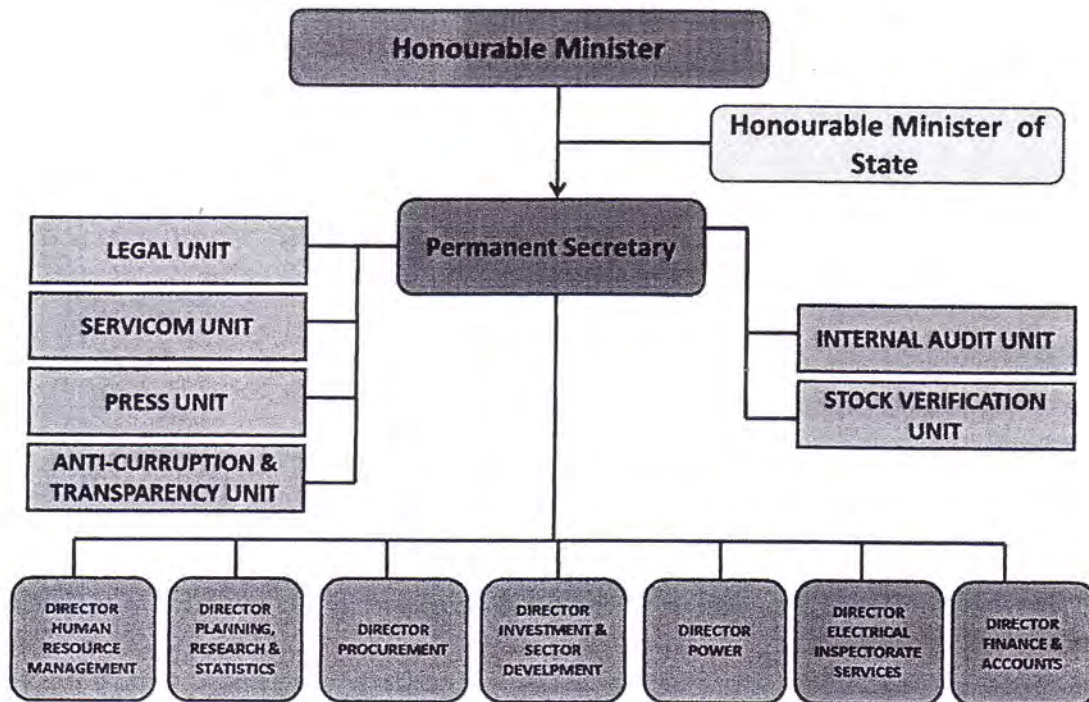 Honourable Minister
Honourable Minister of
State
Permanent Secretary
LEGAL UNIT
SERVICOM UNIT
PRESS UNIT
ANTI-CURRUPTION &
TRANSPARENCY UNIT
INTERNAL AUDIT UNIT
STOCK VERIFICATION
UNIT
DIRECTOR
HUMAN
RESOURCE
MANAGEMENT
DIRECTOR
PLANNING,
RESEARCH &
STATISTICS
DIRECTOR
PROCUREMENT
DIRECTOR
INVESTMENT &
SECTOR
DEVELPMENT
DIRECTOR
POWER
DIRECTOR
ELECTRICAL
INSPECTORATE
SERVICES
DIRECTOR
FINANCE &
ACCOUNTS